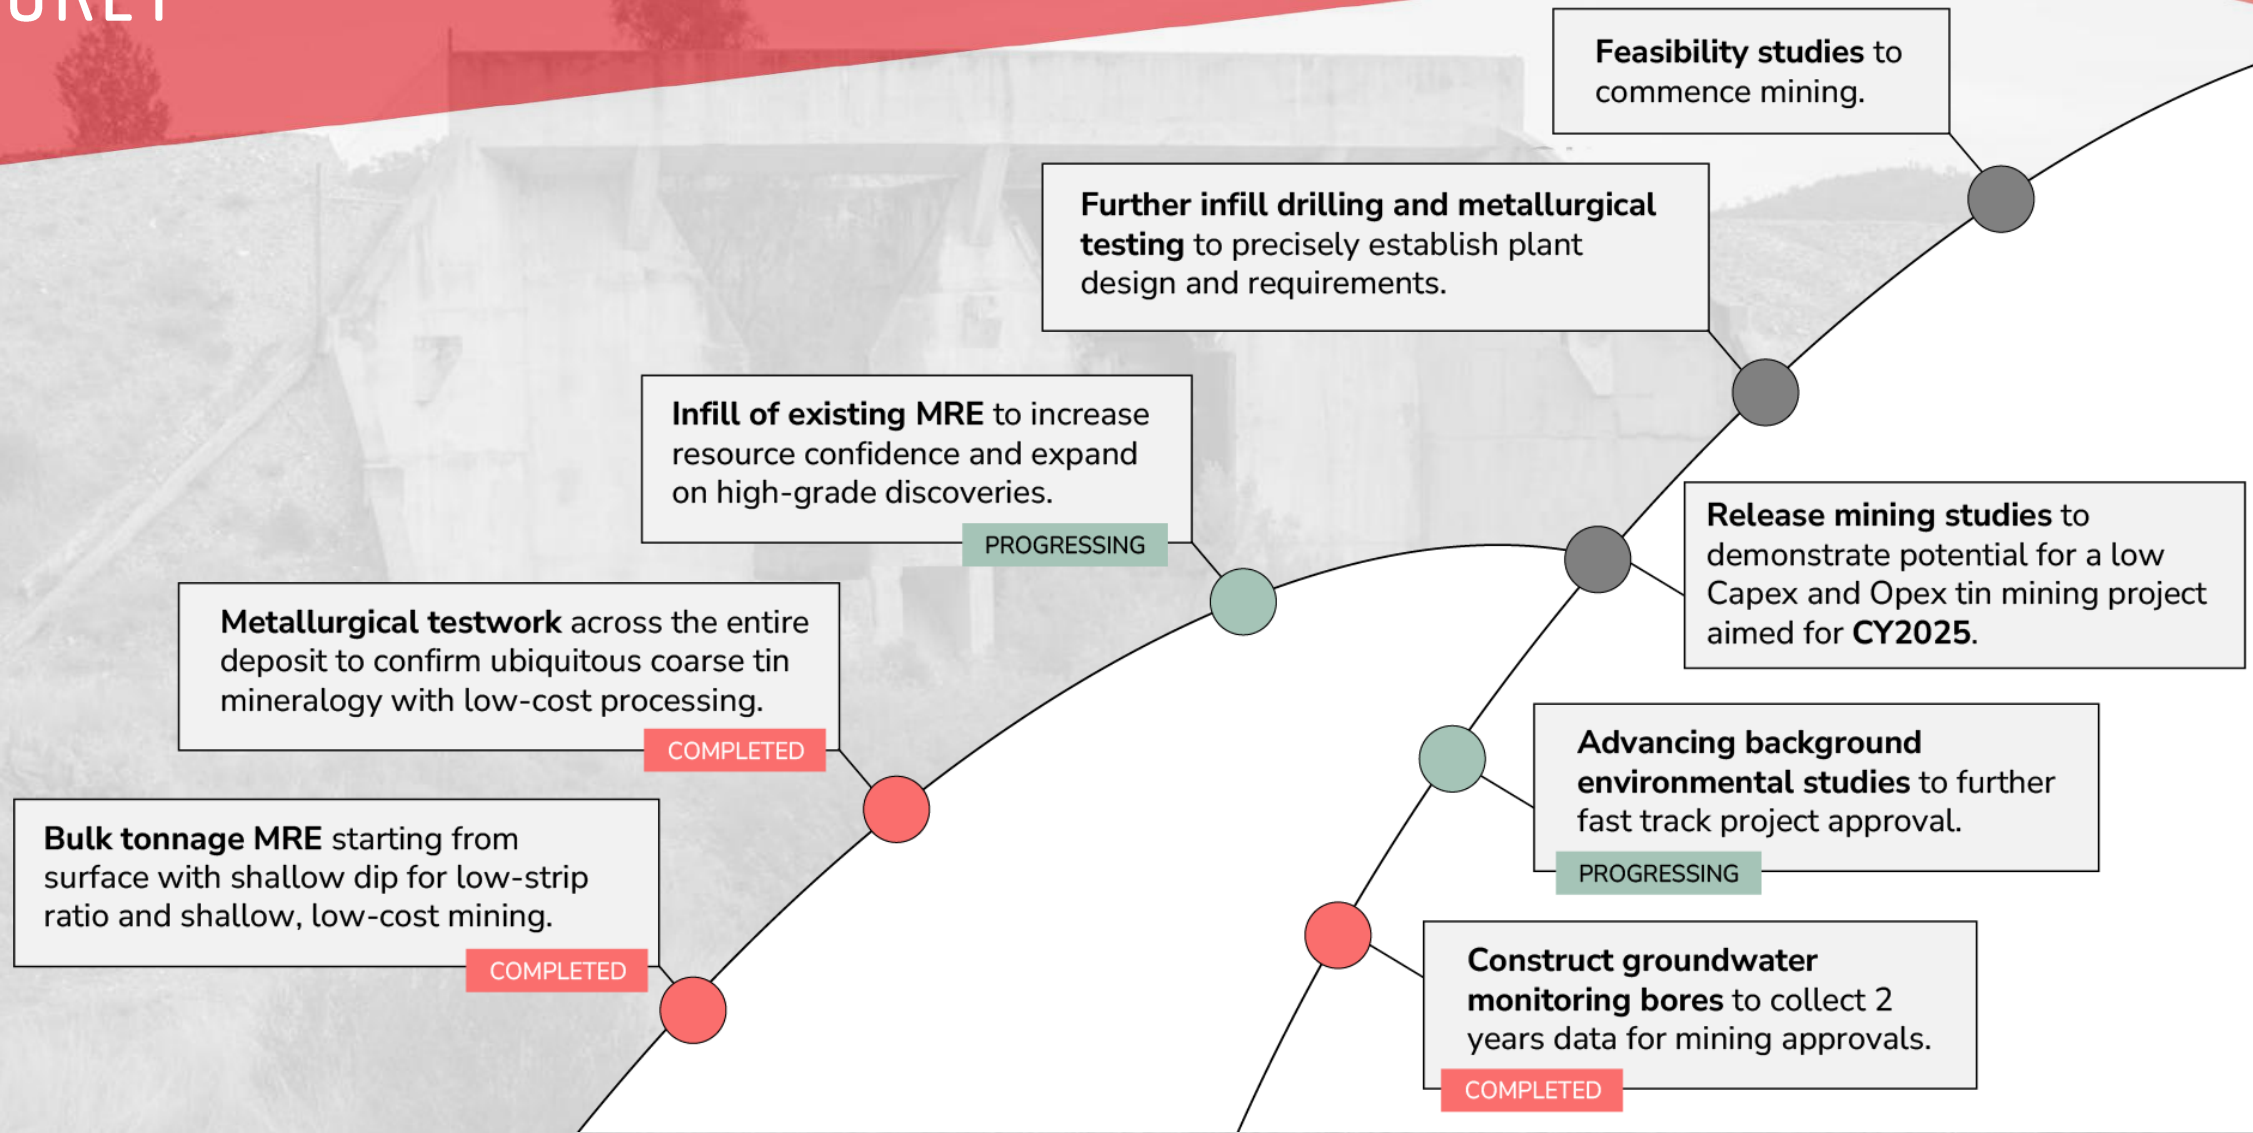 Feasibility studies to
commence mining.
Further infill drilling and metallurgical
testing to precisely establish plant
design and requirements.
Infill of existing MRE to increase
resource confidence and expand
on high-grade discoveries.
PROGRESSING
Release mining studies to
demonstrate potential for a low
Capex and Opex tin mining project
aimed for CY2025.
Metallurgical testwork across the entire
deposit to confirm ubiquitous coarse tin
mineralogy with low-cost processing.
COMPLETED
Advancing background
environmental studies to further
fast track project approval.
PROGRESSING
Bulk tonnage MRE starting from
surface with shallow dip for low-strip
ratio and shallow, low-cost mining.
COMPLETED
Construct groundwater
monitoring bores to collect 2
years data for mining approvals.
COMPLETED